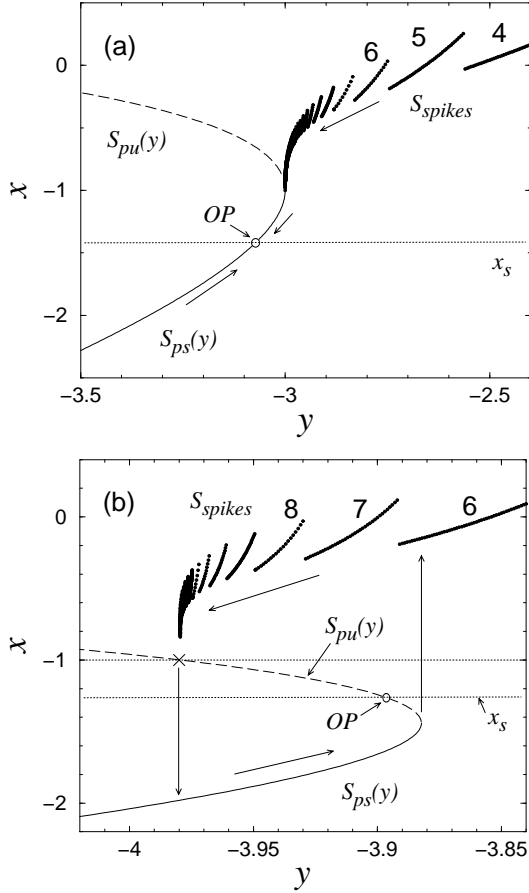 (a)
6
5
4
0
S_spikes
S_pu(y)
x
−1
OP
x_s
−2
S_ps(y)
−3.5
−3
−2.5
y
(b)
S_spikes
8
7
6
0
S_pu(y)
x
−1
OP
x_s
−2
S_ps(y)
−4
−3.95
−3.9
−3.85
y